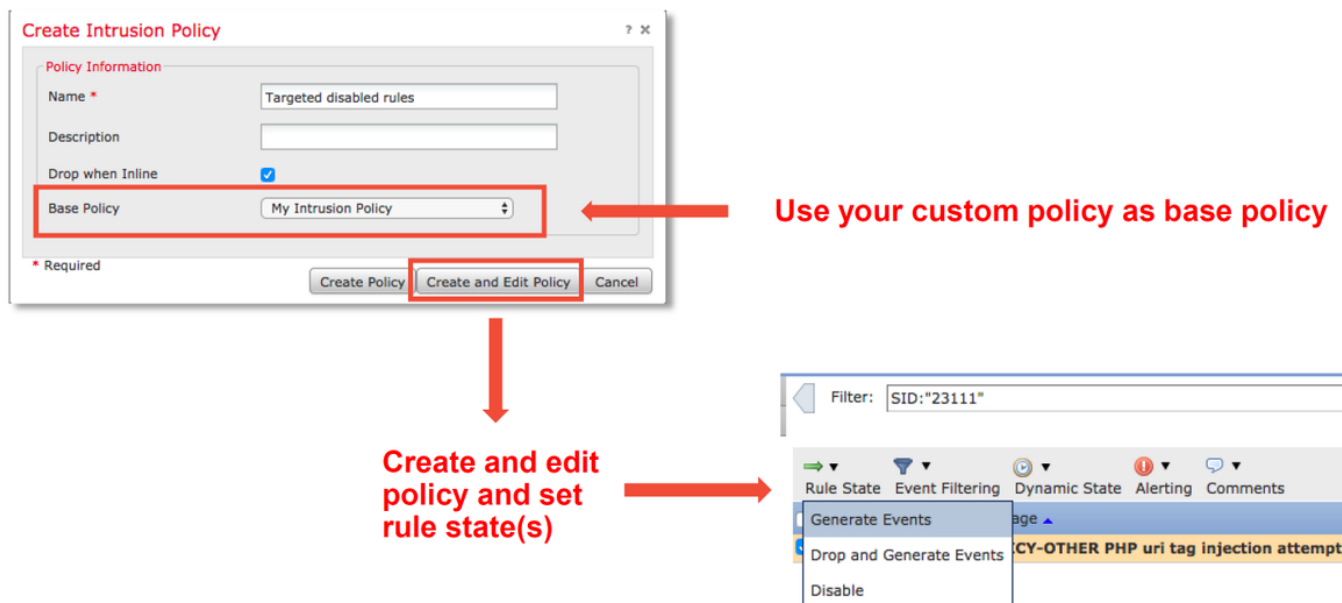 Create Intrusion Policy ? ×
Policy Information
Name * Targeted disabled rules
Description
Drop when Inline
Base Policy My Intrusion Policy
* Required
Create Policy Create and Edit Policy Cancel
Use your custom policy as base policy
Create and edit
policy and set
rule state(s)
Filter: SID:"23111"
Rule State Event Filtering Dynamic State Alerting Comments
Generate Events
age
Drop and Generate Events
CY-OTHER PHP uri tag injection attempt
Disable